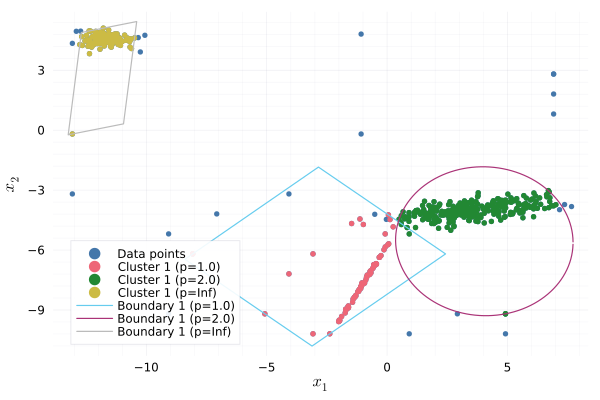 3
0
−3
−6
−9
x₂
Data points
Cluster 1 (p=1.0)
Cluster 1 (p=2.0)
Cluster 1 (p=Inf)
Boundary 1 (p=1.0)
Boundary 1 (p=2.0)
Boundary 1 (p=Inf)
−10 −5 0 5
x₁